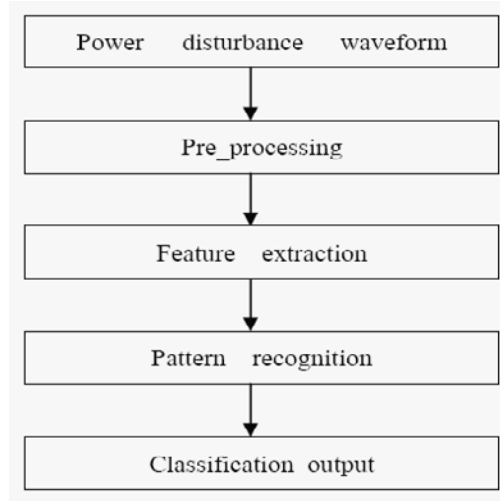 Power disturbance waveform
Pre_processing
Feature extraction
Pattern recognition
Classification output